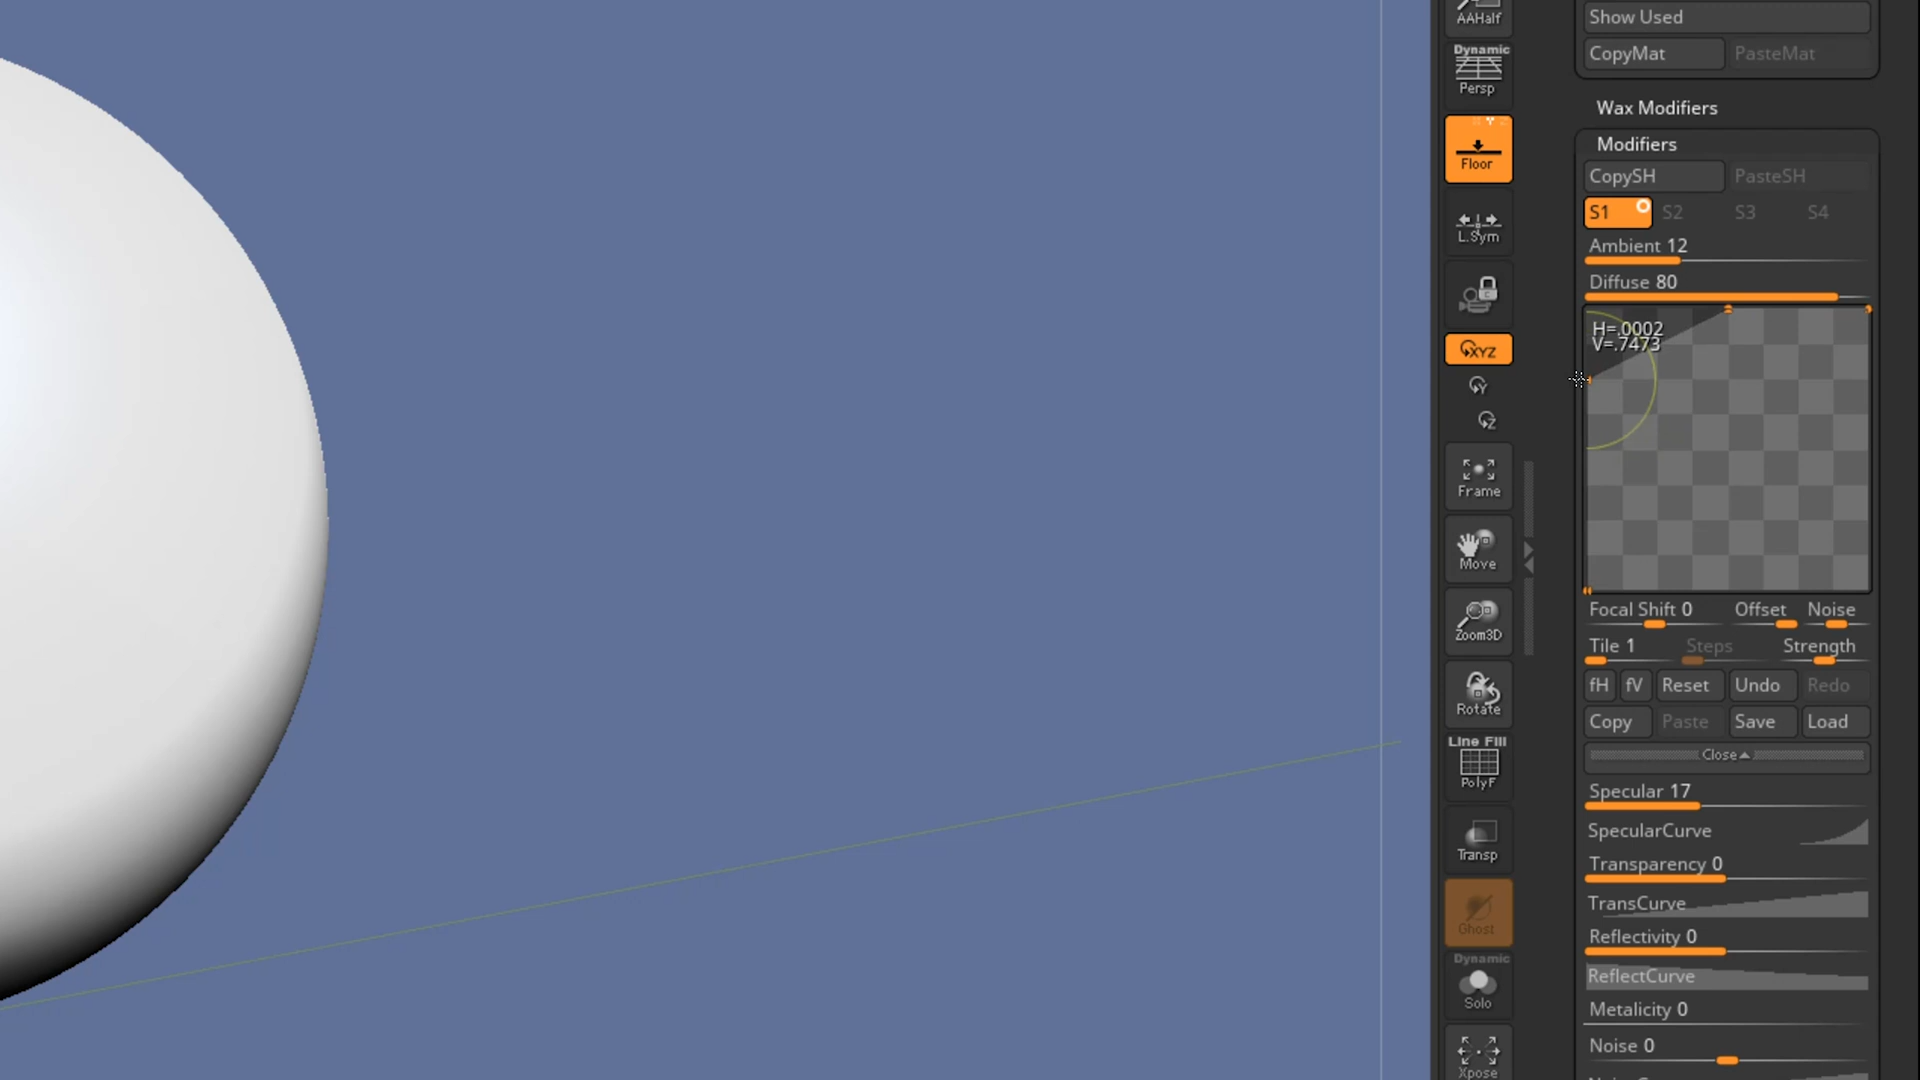 AAHalf
Dynamic
Persp
Floor
L.Sym
XYZ
Y
Z
Frame
Move
Zoom3D
Rotate
Line Fill
PolyF
Transp
Ghost
Dynamic
Solo
Xpose
Show Used
CopyMat PasteMat
Wax Modifiers
Modifiers
CopySH PasteSH
S1 S2 S3 S4
Ambient 12
Diffuse 80
H=.0002
V=.7473
Focal Shift 0 Offset Noise
Tile 1 Steps Strength
fH fV Reset Undo Redo
Copy Paste Save Load
Close
Specular 17
SpecularCurve
Transparency 0
TransCurve
Reflectivity 0
ReflectCurve
Metalicity 0
Noise 0